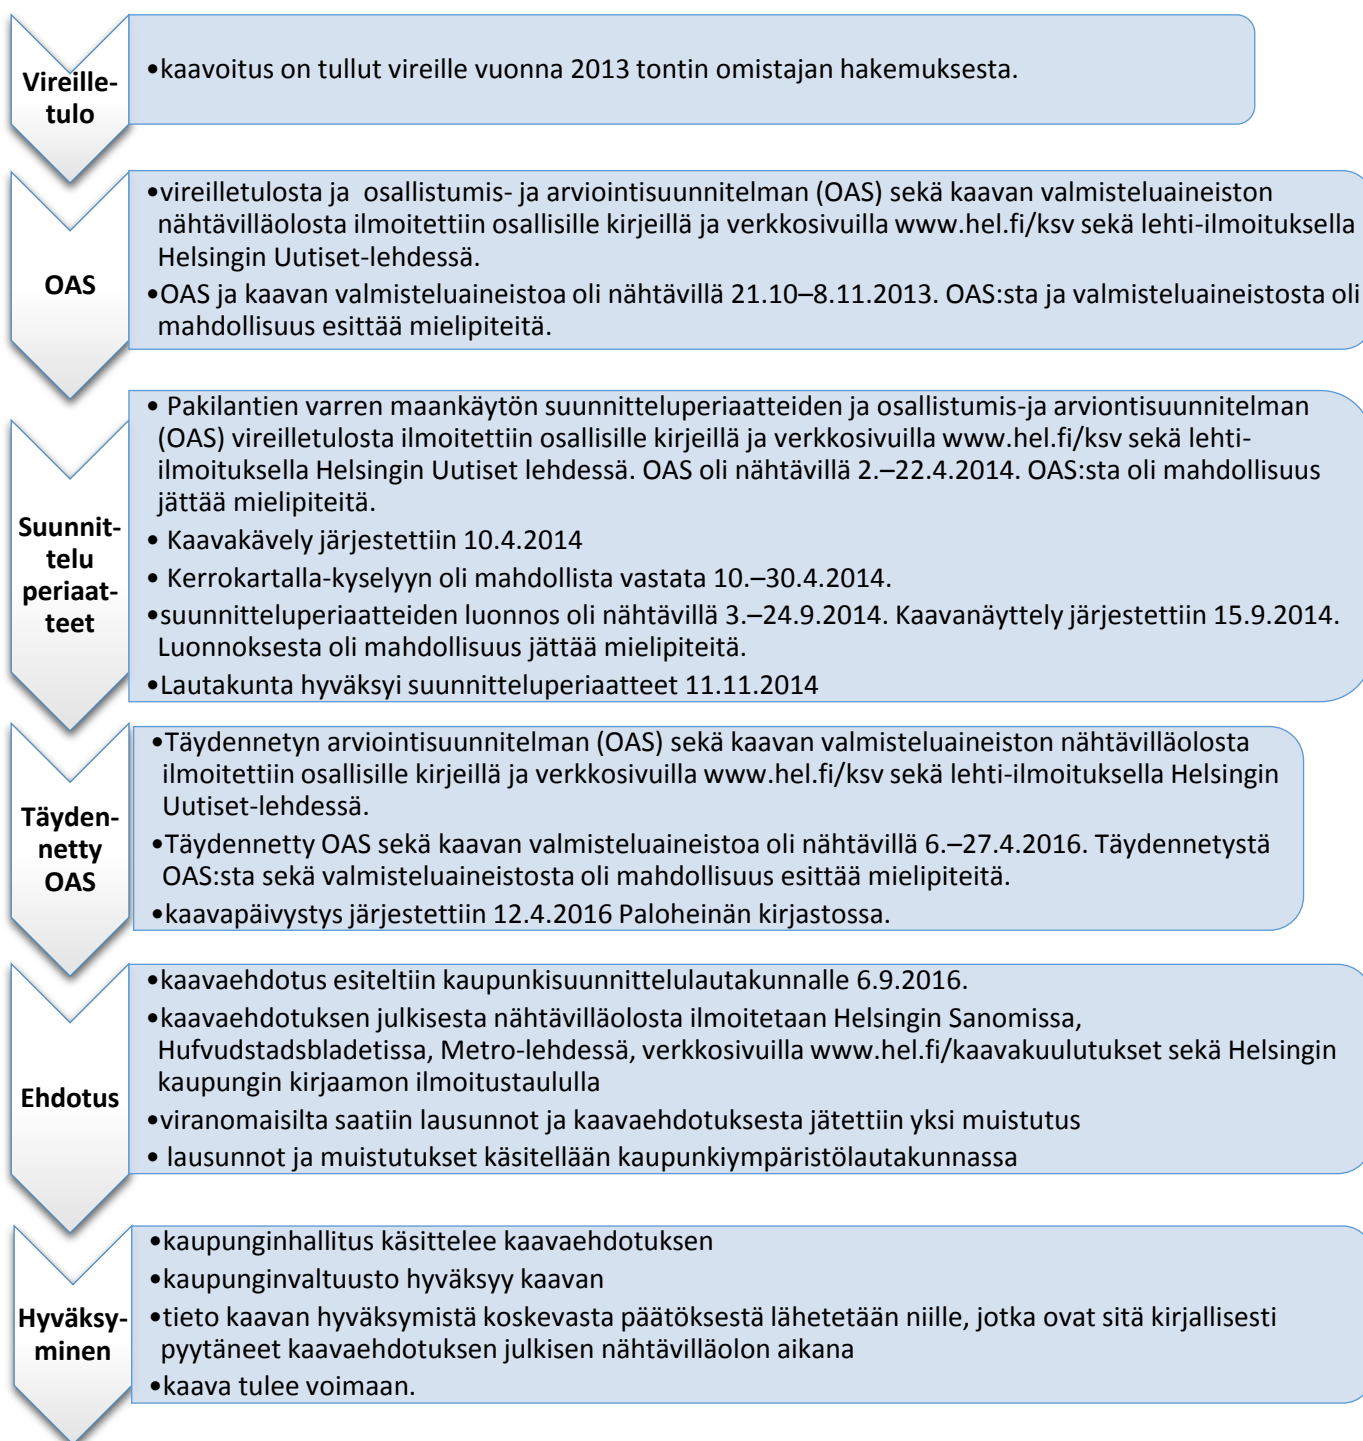 Vireille-
tulo
•kaavoitus on tullut vireille vuonna 2013 tontin omistajan hakemuksesta.
OAS
•vireilletulosta ja osallistumis- ja arviointisuunnitelman (OAS) sekä kaavan valmisteluaineiston
nähtävilläolosta ilmoitettiin osallisille kirjeillä ja verkkosivuilla www.hel.fi/ksv sekä lehti-ilmoituksella
Helsingin Uutiset-lehdessä.
•OAS ja kaavan valmisteluaineistoa oli nähtävillä 21.10–8.11.2013. OAS:sta ja valmisteluaineistosta oli
mahdollisuus esittää mielipiteitä.
Suunnit-
telu
periaat-
teet
• Pakilantien varren maankäytön suunnitteluperiaatteiden ja osallistumis-ja arviontisuunnitelman
(OAS) vireilletulosta ilmoitettiin osallisille kirjeillä ja verkkosivuilla www.hel.fi/ksv sekä lehti-
ilmoituksella Helsingin Uutiset lehdessä. OAS oli nähtävillä 2.–22.4.2014. OAS:sta oli mahdollisuus
jättää mielipiteitä.
• Kaavakävely järjestettiin 10.4.2014
• Kerrokartalla-kyselyyn oli mahdollista vastata 10.–30.4.2014.
•suunnitteluperiaatteiden luonnos oli nähtävillä 3.–24.9.2014. Kaavanäyttely järjestettiin 15.9.2014.
Luonnoksesta oli mahdollisuus jättää mielipiteitä.
•Lautakunta hyväksyi suunnitteluperiaatteet 11.11.2014
Täyden-
netty
OAS
•Täydennetyn arviointisuunnitelman (OAS) sekä kaavan valmisteluaineiston nähtävilläolosta
ilmoitettiin osallisille kirjeillä ja verkkosivuilla www.hel.fi/ksv sekä lehti-ilmoituksella Helsingin
Uutiset-lehdessä.
•Täydennetty OAS sekä kaavan valmisteluaineistoa oli nähtävillä 6.–27.4.2016. Täydennetystä
OAS:sta sekä valmisteluaineistosta oli mahdollisuus esittää mielipiteitä.
•kaavapäivystys järjestettiin 12.4.2016 Paloheinän kirjastossa.
Ehdotus
•kaavaehdotus esiteltiin kaupunkisuunnittelulautakunnalle 6.9.2016.
•kaavaehdotuksen julkisesta nähtävilläolosta ilmoitetaan Helsingin Sanomissa,
Hufvudstadsbladetissa, Metro-lehdessä, verkkosivuilla www.hel.fi/kaavakuulutukset sekä Helsingin
kaupungin kirjaamon ilmoitustaululla
•viranomaisilta saatiin lausunnot ja kaavaehdotuksesta jätettiin yksi muistutus
• lausunnot ja muistutukset käsitellään kaupunkiympäristölautakunnassa
Hyväksy-
minen
•kaupunginhallitus käsittelee kaavaehdotuksen
•kaupunginvaltuusto hyväksyy kaavan
•tieto kaavan hyväksymistä koskevasta päätöksestä lähetetään niille, jotka ovat sitä kirjallisesti
pyytäneet kaavaehdotuksen julkisen nähtävilläolon aikana
•kaava tulee voimaan.